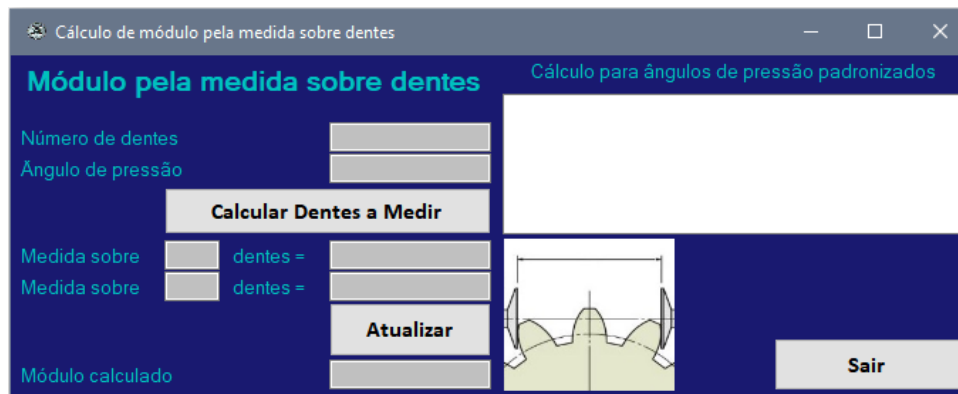 Cálculo de módulo pela medida sobre dentes
Módulo pela medida sobre dentes
Número de dentes
Ângulo de pressão
Calcular Dentes a Medir
Medida sobre dentes =
Medida sobre dentes =
Atualizar
Módulo calculado
Cálculo para ângulos de pressão padronizados
Sair